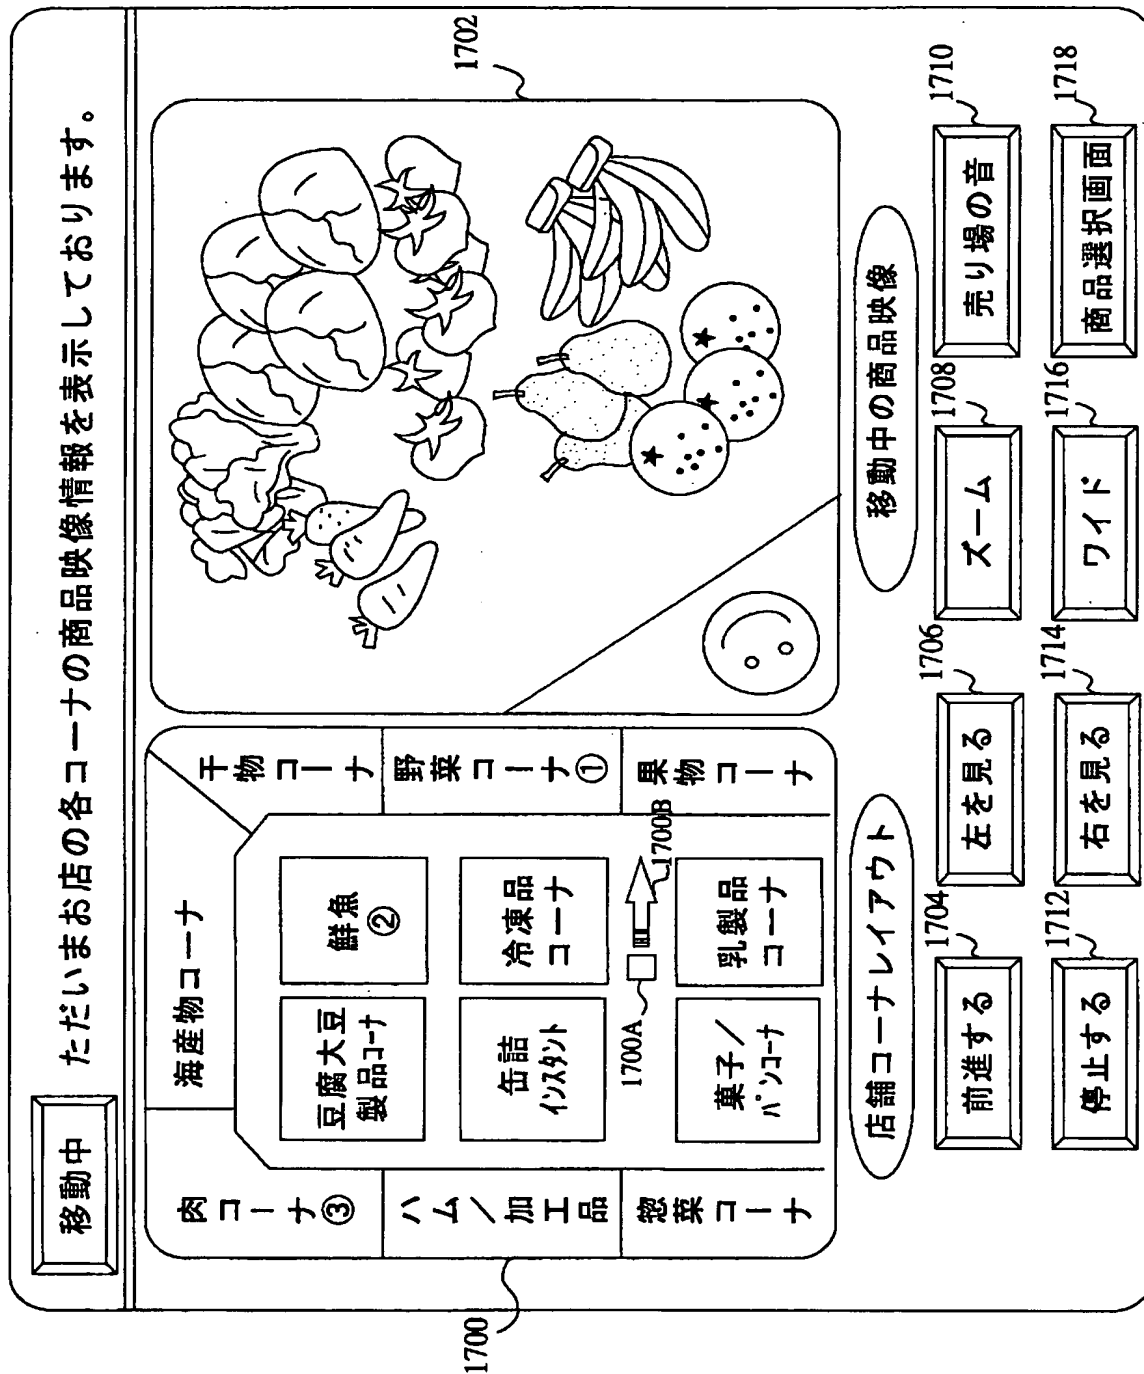 移動中
ただいまお店の各コーナの商品映像情報を表示しております。
海産物コーナ
肉コーナ③
ハム／加工品
惣菜コーナ
干物コーナ
野菜コーナ①
果物コーナ
豆腐大豆
製品コーナ
鮮魚
②
缶詰
インスタント
冷凍品
コーナ
菓子／
パンコーナ
乳製品
コーナ
1700A
1700B
1700
1702
店舗コーナレイアウト
移動中の商品映像
1704
前進する
1706
左を見る
1708
ズーム
1710
売り場の音
1712
停止する
1714
右を見る
1716
ワイド
1718
商品選択画面